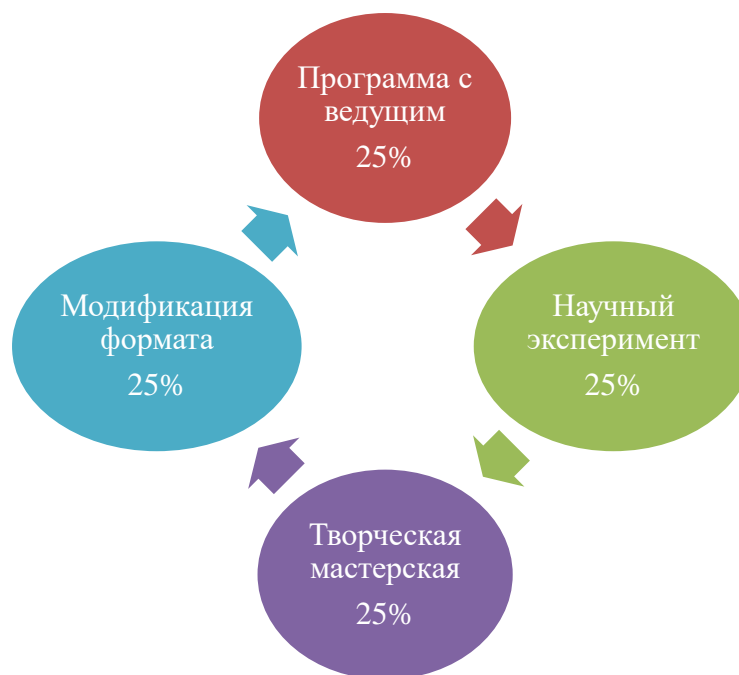 Программа с
ведущим
25%
Научный
эксперимент
25%
Творческая
мастерская
25%
Модификация
формата
25%